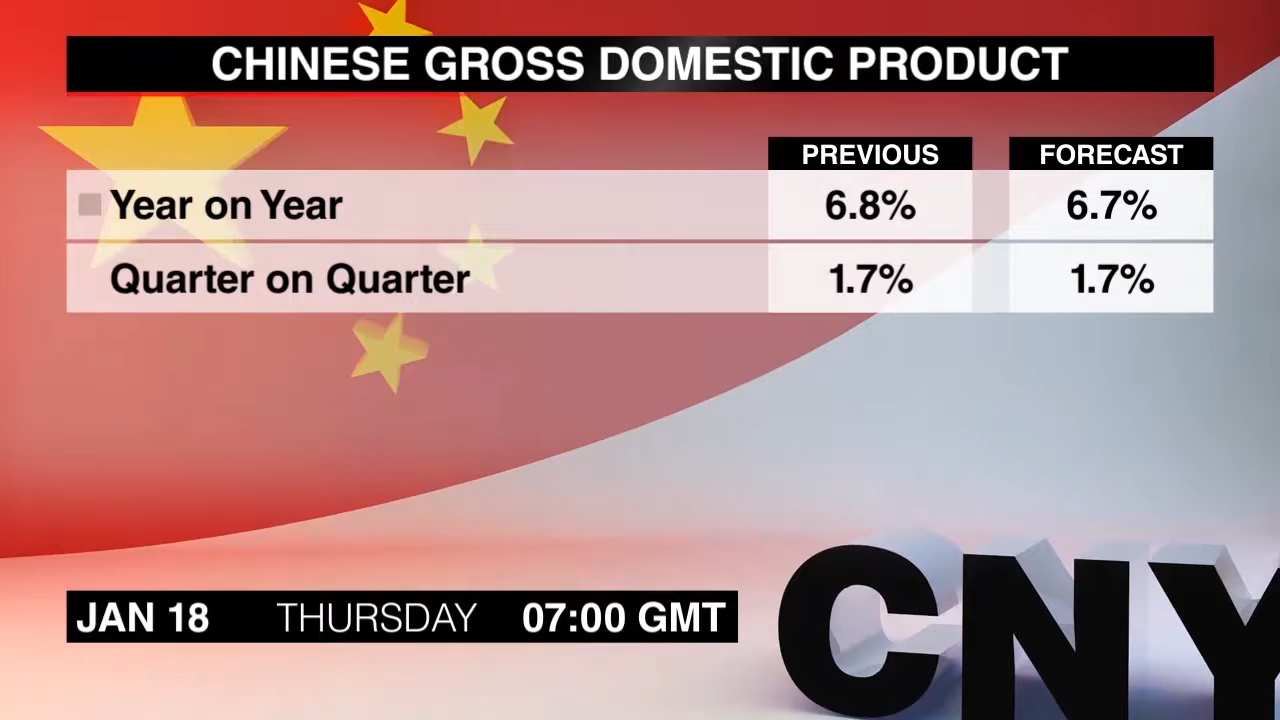 CHINESE GROSS DOMESTIC PRODUCT
PREVIOUS FORECAST
Year on Year 6.8% 6.7%
Quarter on Quarter 1.7% 1.7%
JAN 18 THURSDAY 07:00 GMT
CNY